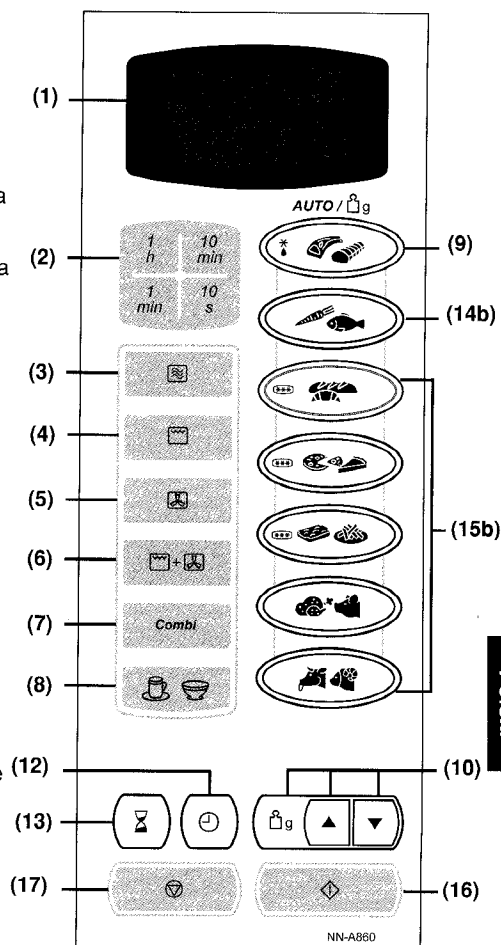 (1)
a
AUTO / g
1 h
10 min
a
(2)
(9)
1 min
10 s
(14b)
(3)
(4)
(5)
(15b)
(6)
+
(7)
Combi
(8)
(12)
(10)
e
(13)
g
(17)
(16)
NN-A860